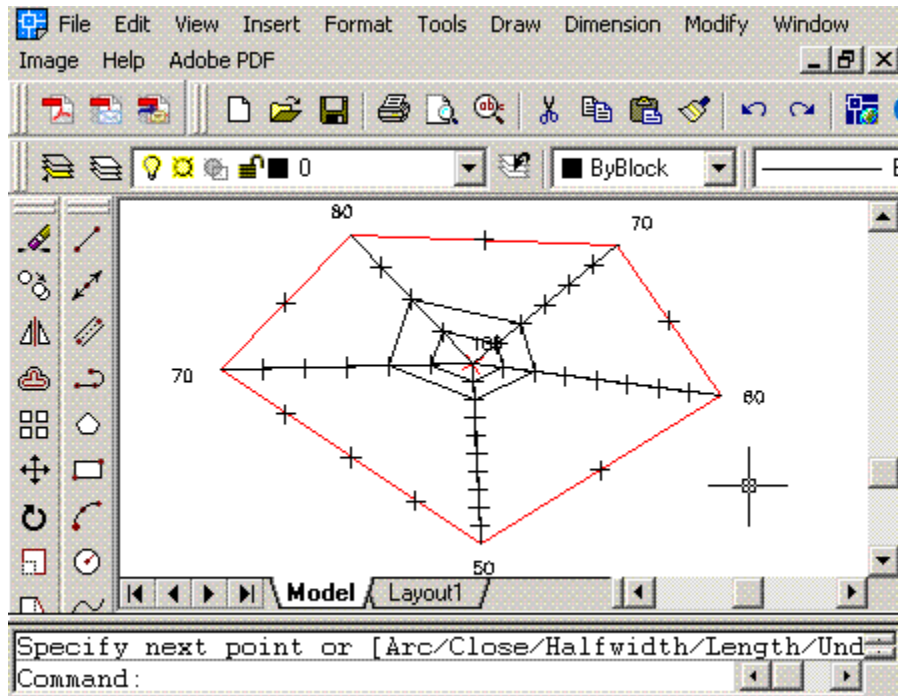 File Edit View Insert Format Tools Draw Dimension Modify Window
Image Help Adobe PDF
0 ByBlock
80
70
100
70
60
50
Model Layout1
Specify next point or [Arc/Close/Halfwidth/Length/Und
Command: